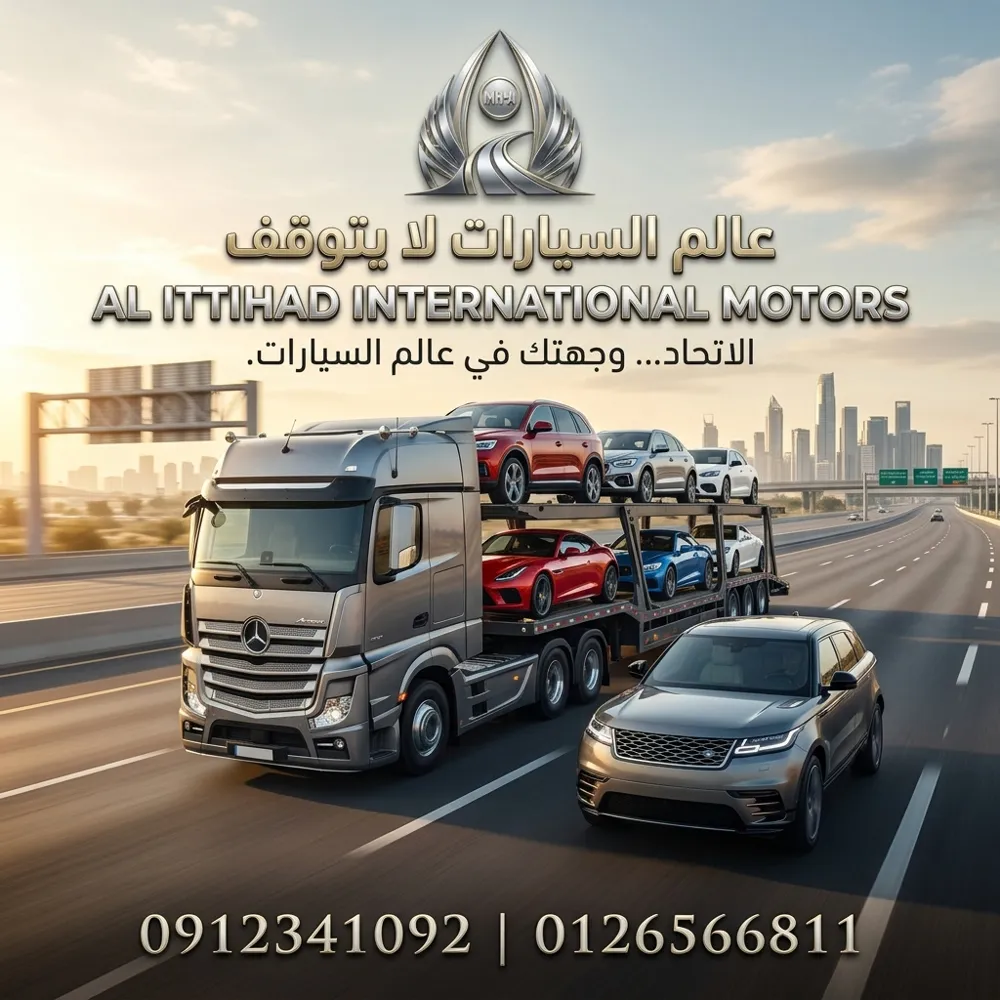 عالم السيارات لا يتوقف
AL ITTIHAD INTERNATIONAL MOTORS
الاتحاد... وجهتك في عالم السيارات.
0912341092 | 0126566811